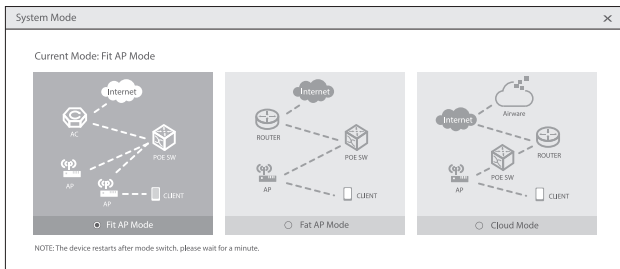 System Mode
Current Mode: Fit AP Mode
Internet
AC
POE SW
AP
AP
CLIENT
Fit AP Mode
Internet
ROUTER
POE SW
AP
CLIENT
Fat AP Mode
Airware
Internet
ROUTER
POE SW
AP
CLIENT
Cloud Mode
NOTE: The device restarts after mode switch, please wait for a minute.